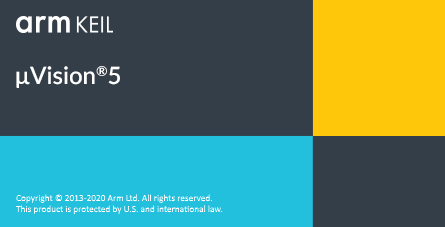 arm KEIL
µVision®5
Copyright © 2013-2020 Arm Ltd. All rights reserved.
This product is protected by U.S. and international law.